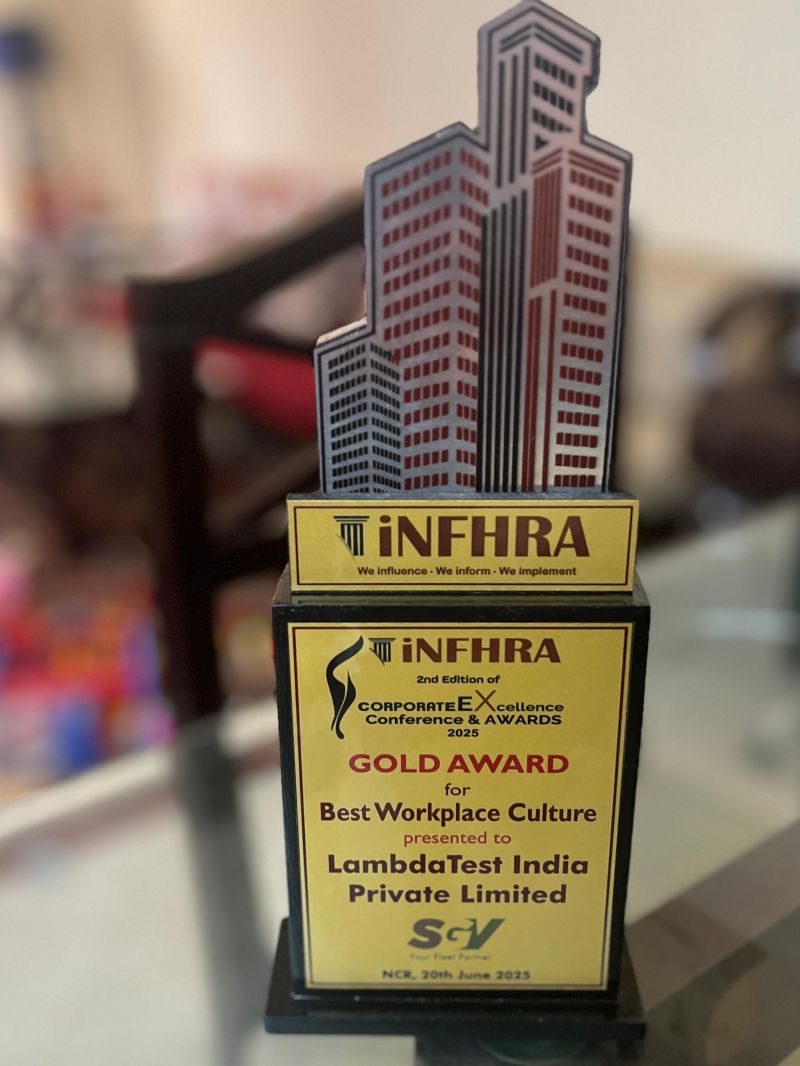 iNFHRA
We influence · We inform · We implement
iNFHRA
2nd Edition of
CORPORATE EXcellence
Conference & AWARDS
2025
GOLD AWARD
for
Best Workplace Culture
presented to
LambdaTest India
Private Limited
SGV
Your Fleet Partner
NCR, 20th June 2025